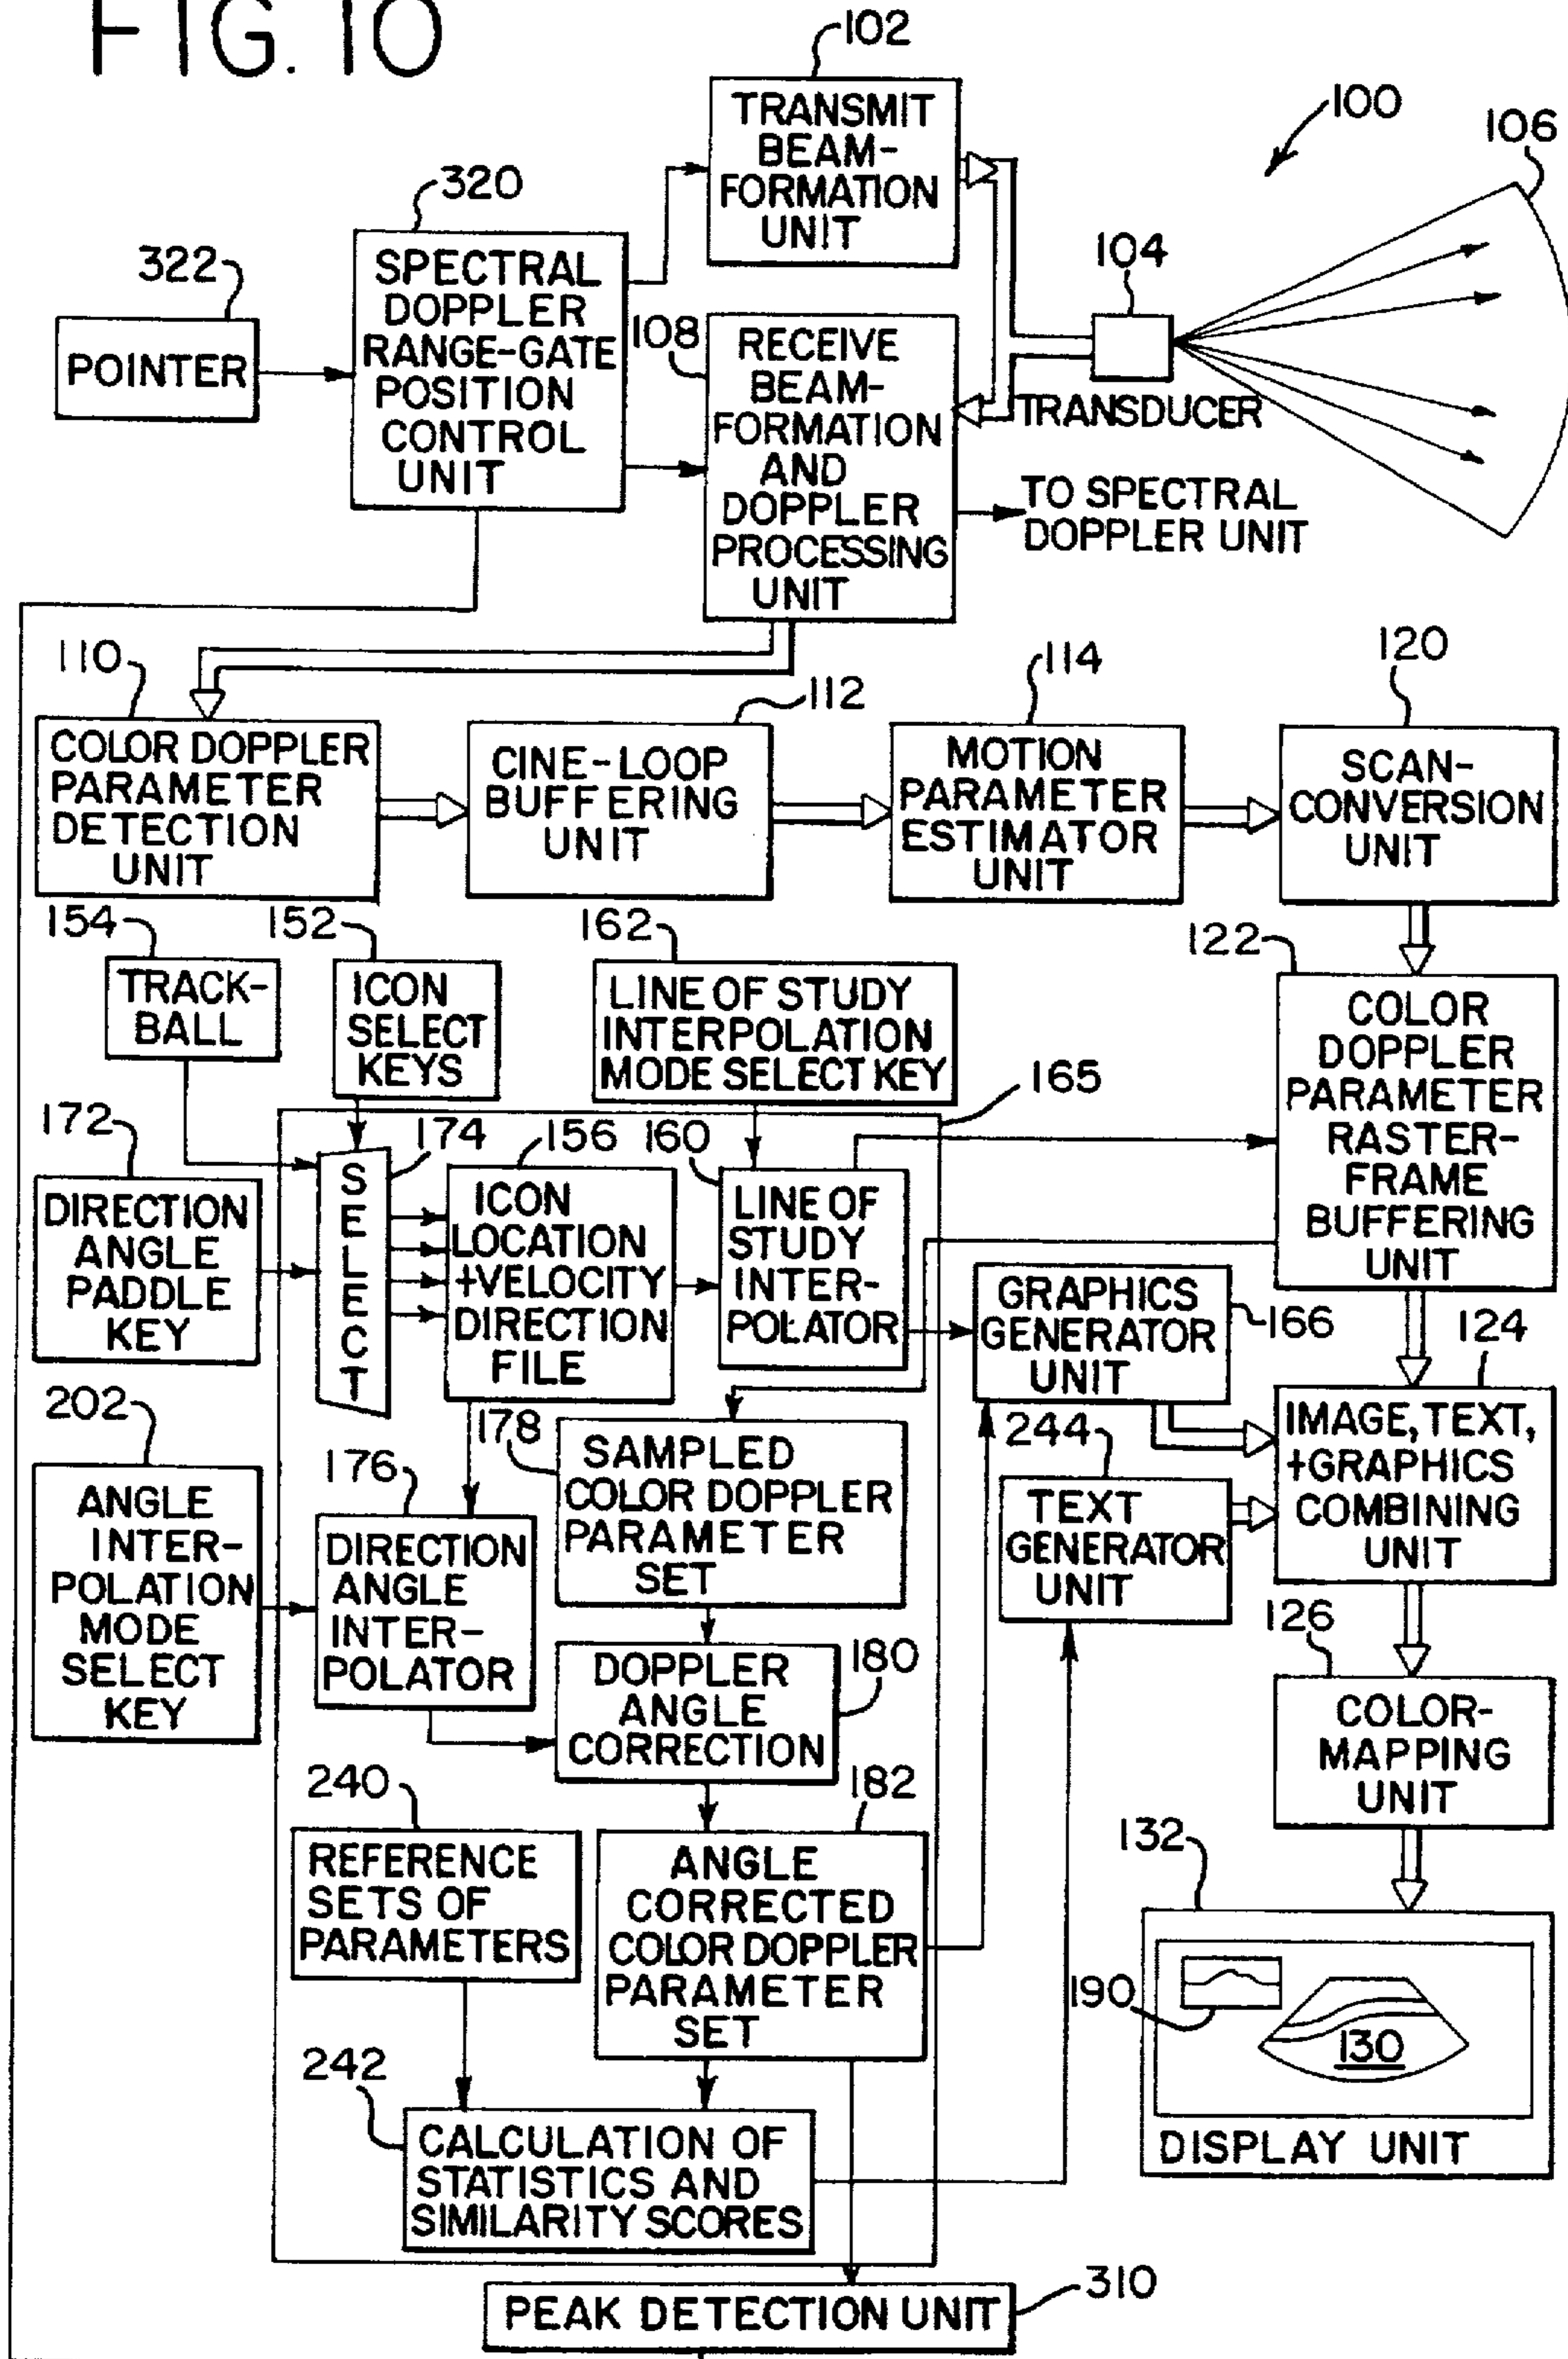 FIG. 10
102
TRANSMIT
BEAM-
FORMATION
UNIT
100
106
320
SPECTRAL
DOPPLER
RANGE-GATE
POSITION
CONTROL
UNIT
322
POINTER
104
TRANSDUCER
108
RECEIVE
BEAM-
FORMATION
AND
DOPPLER
PROCESSING
UNIT
TO SPECTRAL
DOPPLER UNIT
110
COLOR DOPPLER
PARAMETER
DETECTION
UNIT
112
CINE-LOOP
BUFFERING
UNIT
114
MOTION
PARAMETER
ESTIMATOR
UNIT
120
SCAN-
CONVERSION
UNIT
154
TRACK-
BALL
152
ICON
SELECT
KEYS
162
LINE OF STUDY
INTERPOLATION
MODE SELECT KEY
165
122
COLOR
DOPPLER
PARAMETER
RASTER-
FRAME
BUFFERING
UNIT
172
DIRECTION
ANGLE
PADDLE
KEY
174
SELECT
156
ICON
LOCATION
+VELOCITY
DIRECTION
FILE
160
LINE OF
STUDY
INTER-
POLATOR
GRAPHICS
GENERATOR
UNIT
166
124
IMAGE, TEXT,
+GRAPHICS
COMBINING
UNIT
202
ANGLE
INTER-
POLATION
MODE
SELECT
KEY
176
DIRECTION
ANGLE
INTER-
POLATOR
178
SAMPLED
COLOR DOPPLER
PARAMETER
SET
244
TEXT
GENERATOR
UNIT
180
DOPPLER
ANGLE
CORRECTION
126
COLOR-
MAPPING
UNIT
240
REFERENCE
SETS OF
PARAMETERS
182
ANGLE
CORRECTED
COLOR DOPPLER
PARAMETER
SET
132
190
130
DISPLAY UNIT
242
CALCULATION OF
STATISTICS AND
SIMILARITY SCORES
310
PEAK DETECTION UNIT